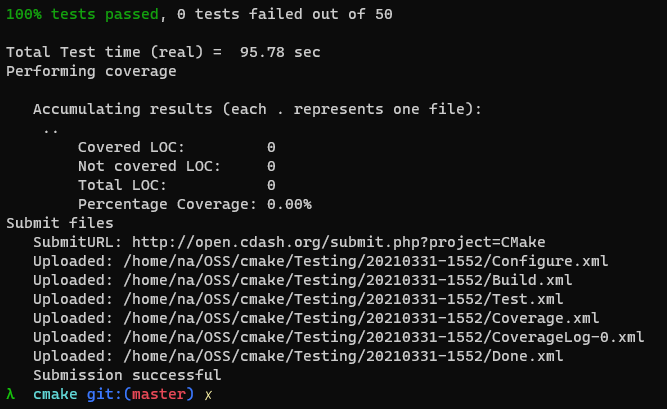 100% tests passed, 0 tests failed out of 50
Total Test time (real) =  95.78 sec
Performing coverage
   Accumulating results (each . represents one file):
    ..
        Covered LOC:         0
        Not covered LOC:     0
        Total LOC:           0
        Percentage Coverage: 0.00%
Submit files
   SubmitURL: http://open.cdash.org/submit.php?project=CMake
   Uploaded: /home/na/OSS/cmake/Testing/20210331-1552/Configure.xml
   Uploaded: /home/na/OSS/cmake/Testing/20210331-1552/Build.xml
   Uploaded: /home/na/OSS/cmake/Testing/20210331-1552/Test.xml
   Uploaded: /home/na/OSS/cmake/Testing/20210331-1552/Coverage.xml
   Uploaded: /home/na/OSS/cmake/Testing/20210331-1552/CoverageLog-0.xml
   Uploaded: /home/na/OSS/cmake/Testing/20210331-1552/Done.xml
   Submission successful
λ  cmake git:(master) ✗